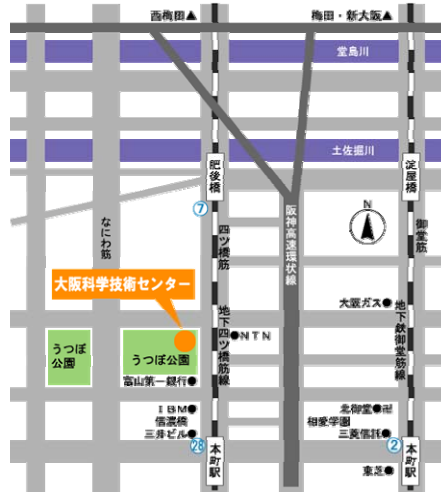 西梅田▲
梅田・新大阪▲
堂島川
土佐堀川
肥後橋
淀屋橋
⑦
N
なにわ筋
四ツ橋筋
阪神高速環状線
御堂筋
大阪科学技術センター
大阪ガス●
地下鉄御堂筋線
地下四ツ橋筋線
●NTN
うつぼ
公園
うつぼ公園
富山第一銀行●
IBM●
信濃橋
三井ビル●
北御堂●卍
相愛学園
三菱信託●
㉘
本町駅
②
本町駅
東芝●